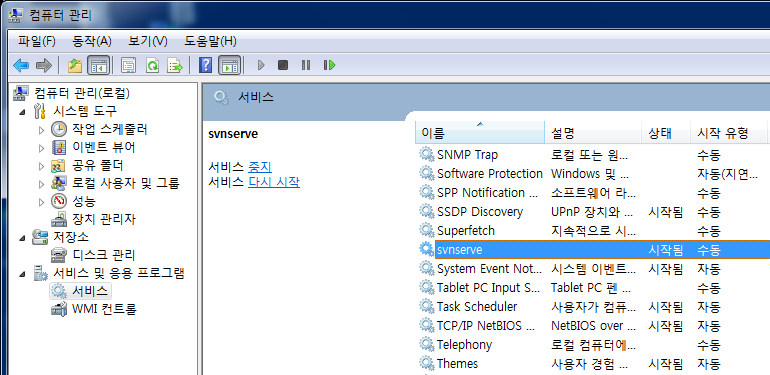 컴퓨터 관리
파일(F) 동작(A) 보기(V) 도움말(H)
컴퓨터 관리(로컬)
시스템 도구
작업 스케줄러
이벤트 뷰어
공유 폴더
로컬 사용자 및 그룹
성능
장치 관리자
저장소
디스크 관리
서비스 및 응용 프로그램
서비스
WMI 컨트롤
서비스
svnserve
서비스 중지
서비스 다시 시작
이름 설명 상태 시작 유형
SNMP Trap 로컬 또는 원... 수동
Software Protection Windows 및 ... 자동(지연...
SPP Notification ... 소프트웨어 라... 수동
SSDP Discovery UPnP 장치와 ... 시작됨 수동
Superfetch 지속적으로 시... 수동
svnserve 시작됨 수동
System Event Not... 시스템 이벤트... 시작됨 자동
Tablet PC Input S... Tablet PC 펜 ... 수동
Task Scheduler 사용자가 컴퓨... 시작됨 자동
TCP/IP NetBIOS ... NetBIOS over ... 시작됨 자동
Telephony 로컬 컴퓨터에... 수동
Themes 사용자 경험 ... 시작됨 자동